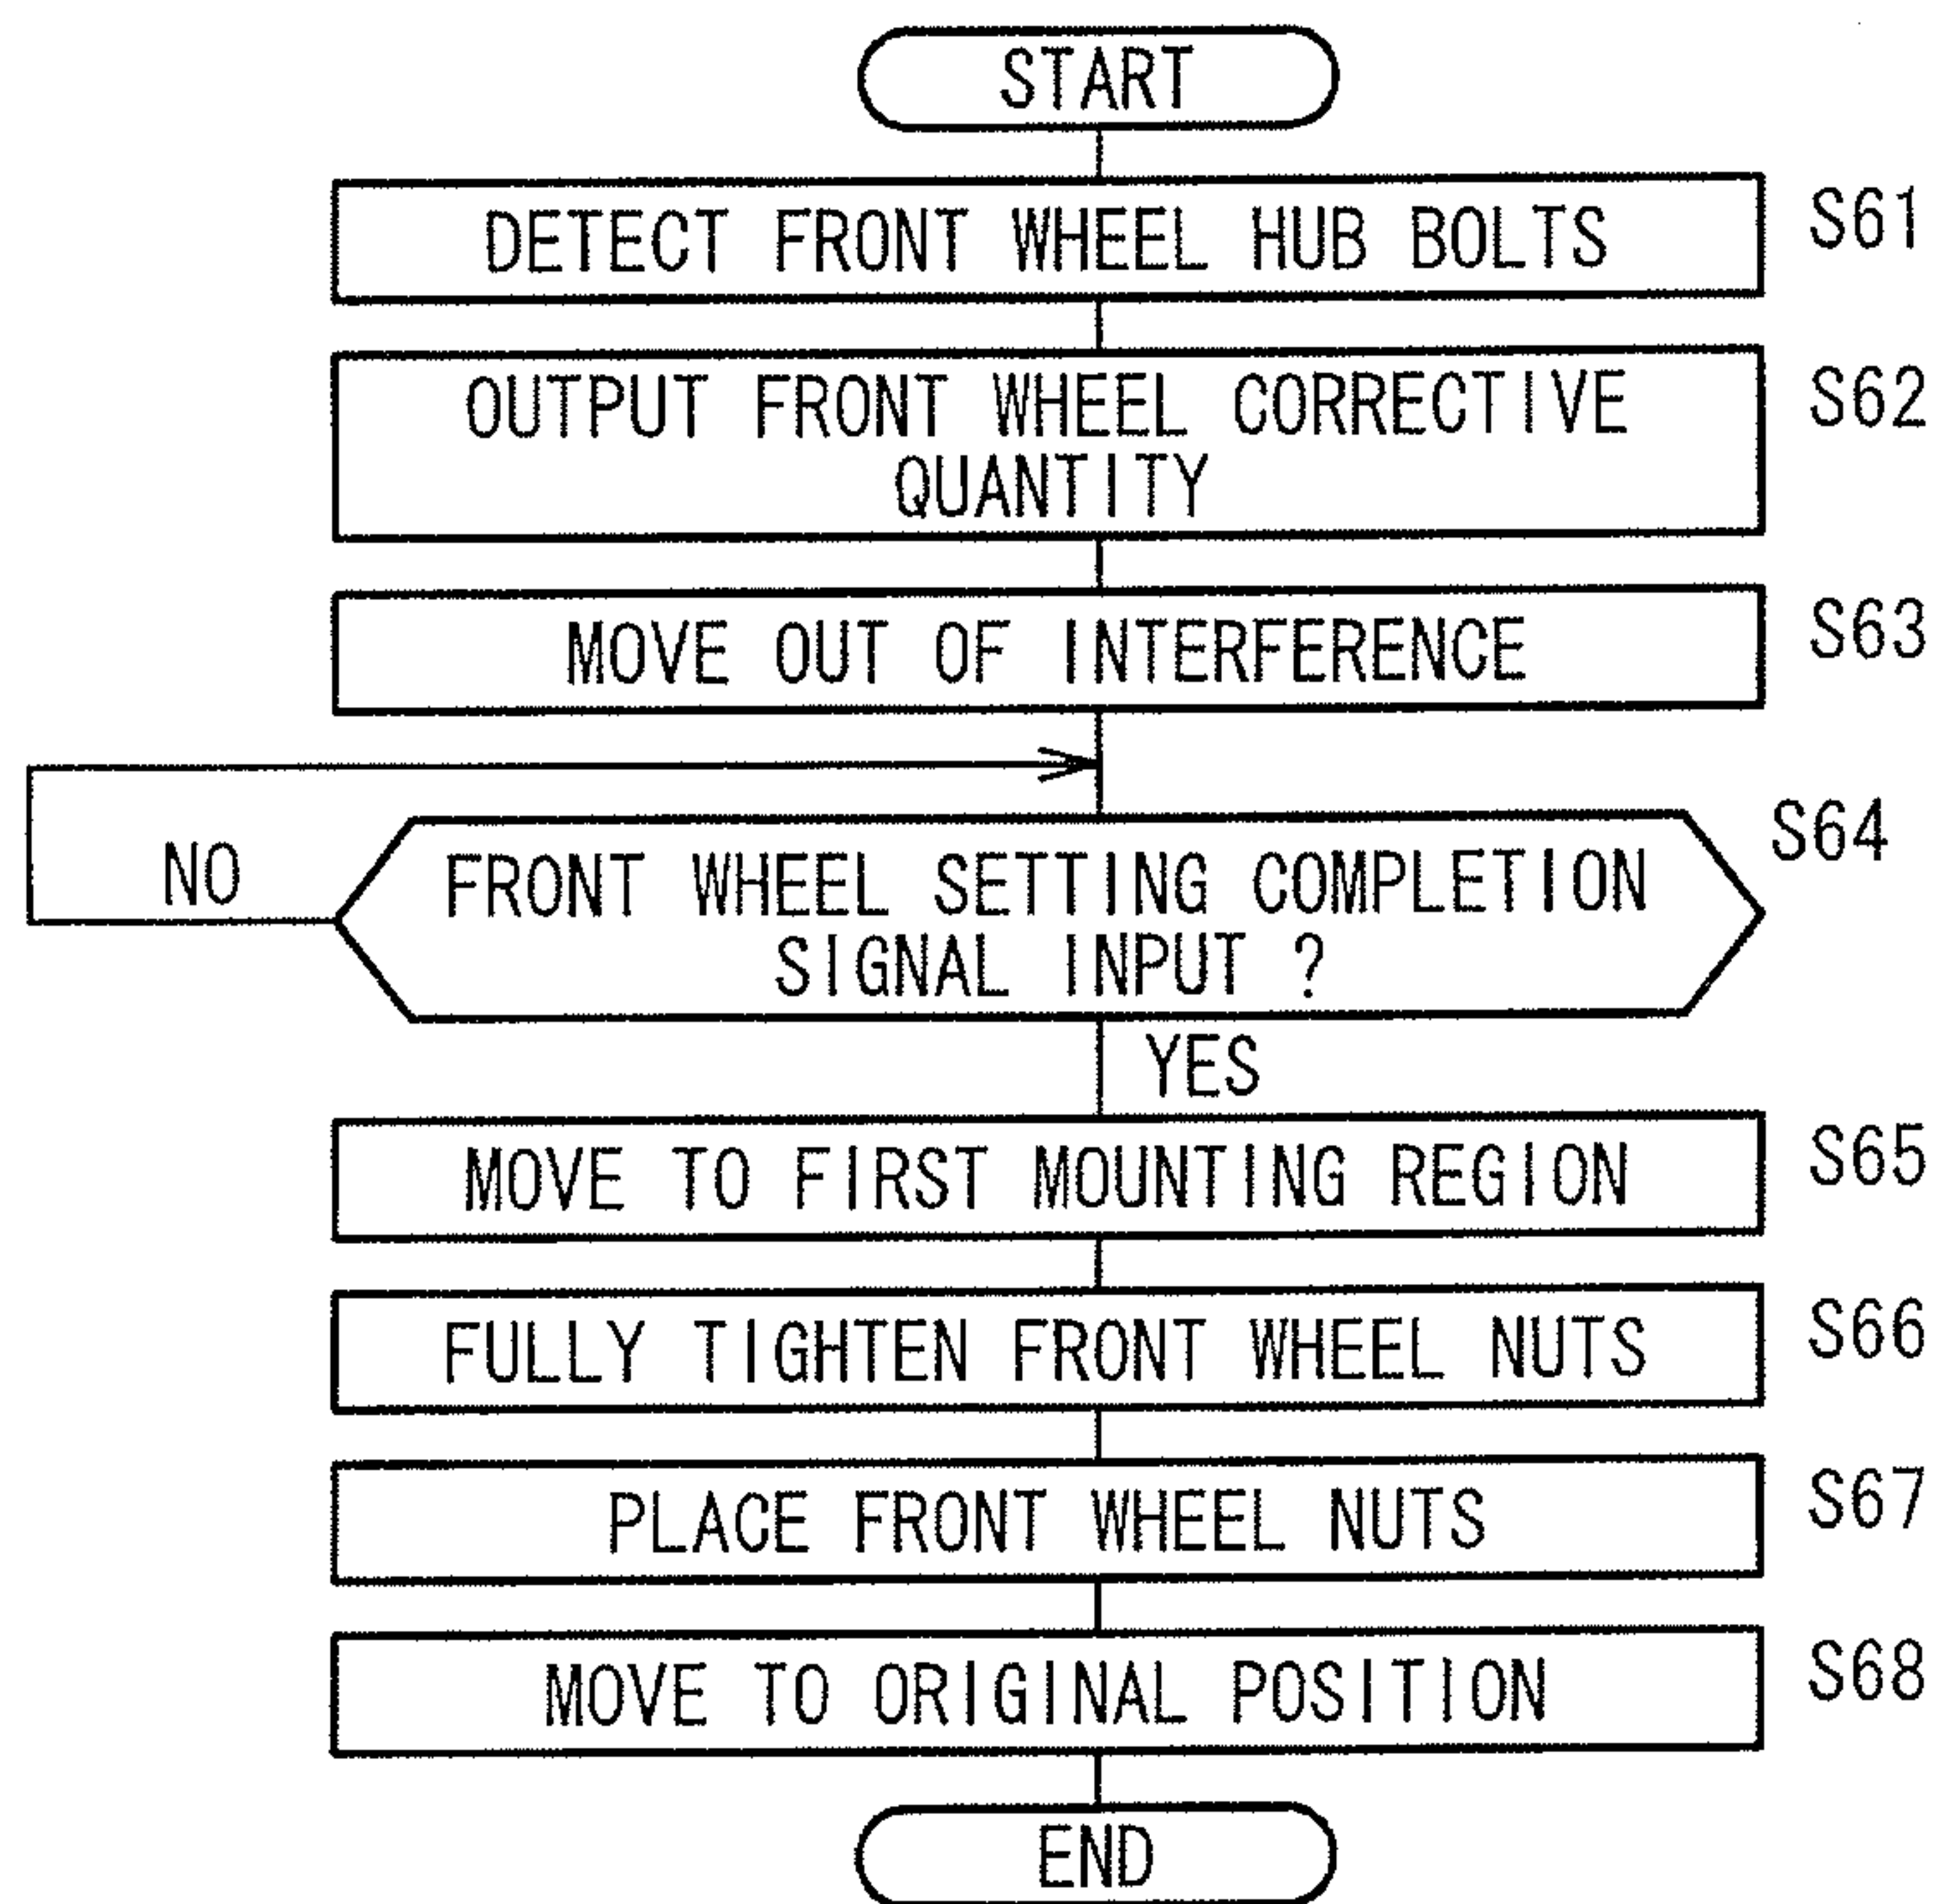 START
DETECT FRONT WHEEL HUB BOLTS
S61
OUTPUT FRONT WHEEL CORRECTIVE
QUANTITY
S62
MOVE OUT OF INTERFERENCE
S63
FRONT WHEEL SETTING COMPLETION
SIGNAL INPUT ?
S64
NO
YES
MOVE TO FIRST MOUNTING REGION
S65
FULLY TIGHTEN FRONT WHEEL NUTS
S66
PLACE FRONT WHEEL NUTS
S67
MOVE TO ORIGINAL POSITION
S68
END